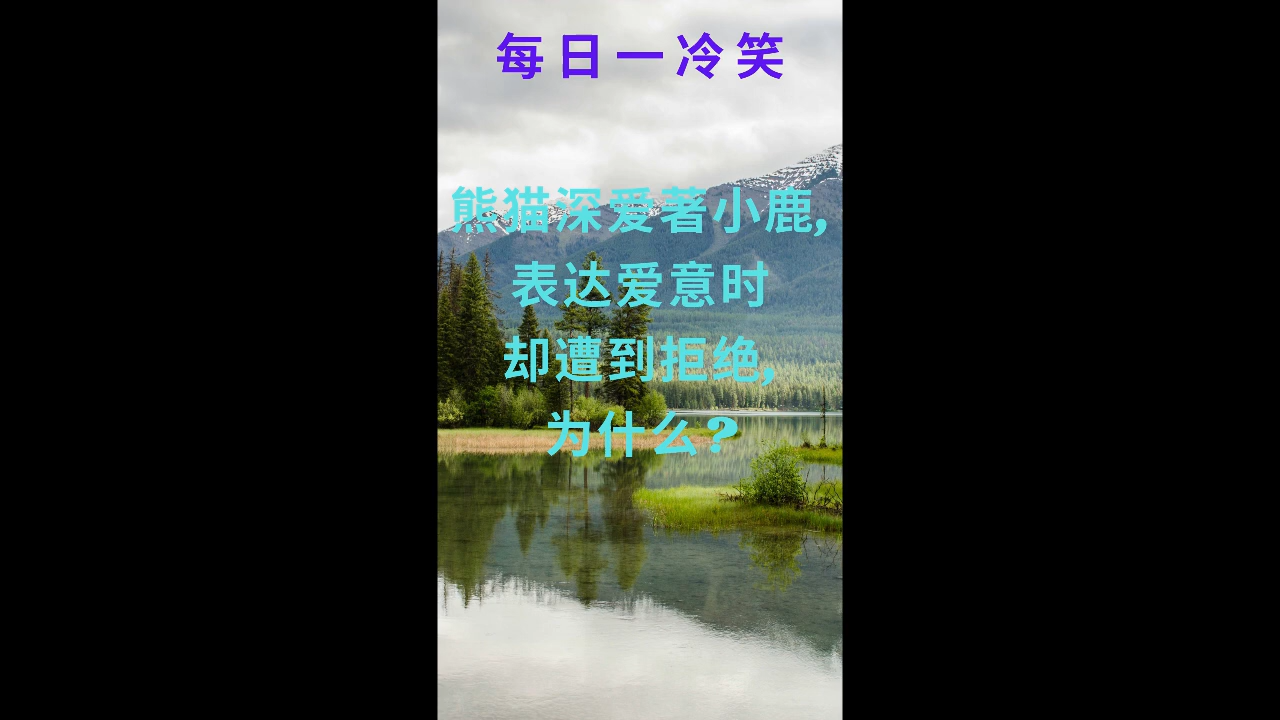 每日一冷笑
熊猫深爱著小鹿,
表达爱意时
却遭到拒绝,
为什么?